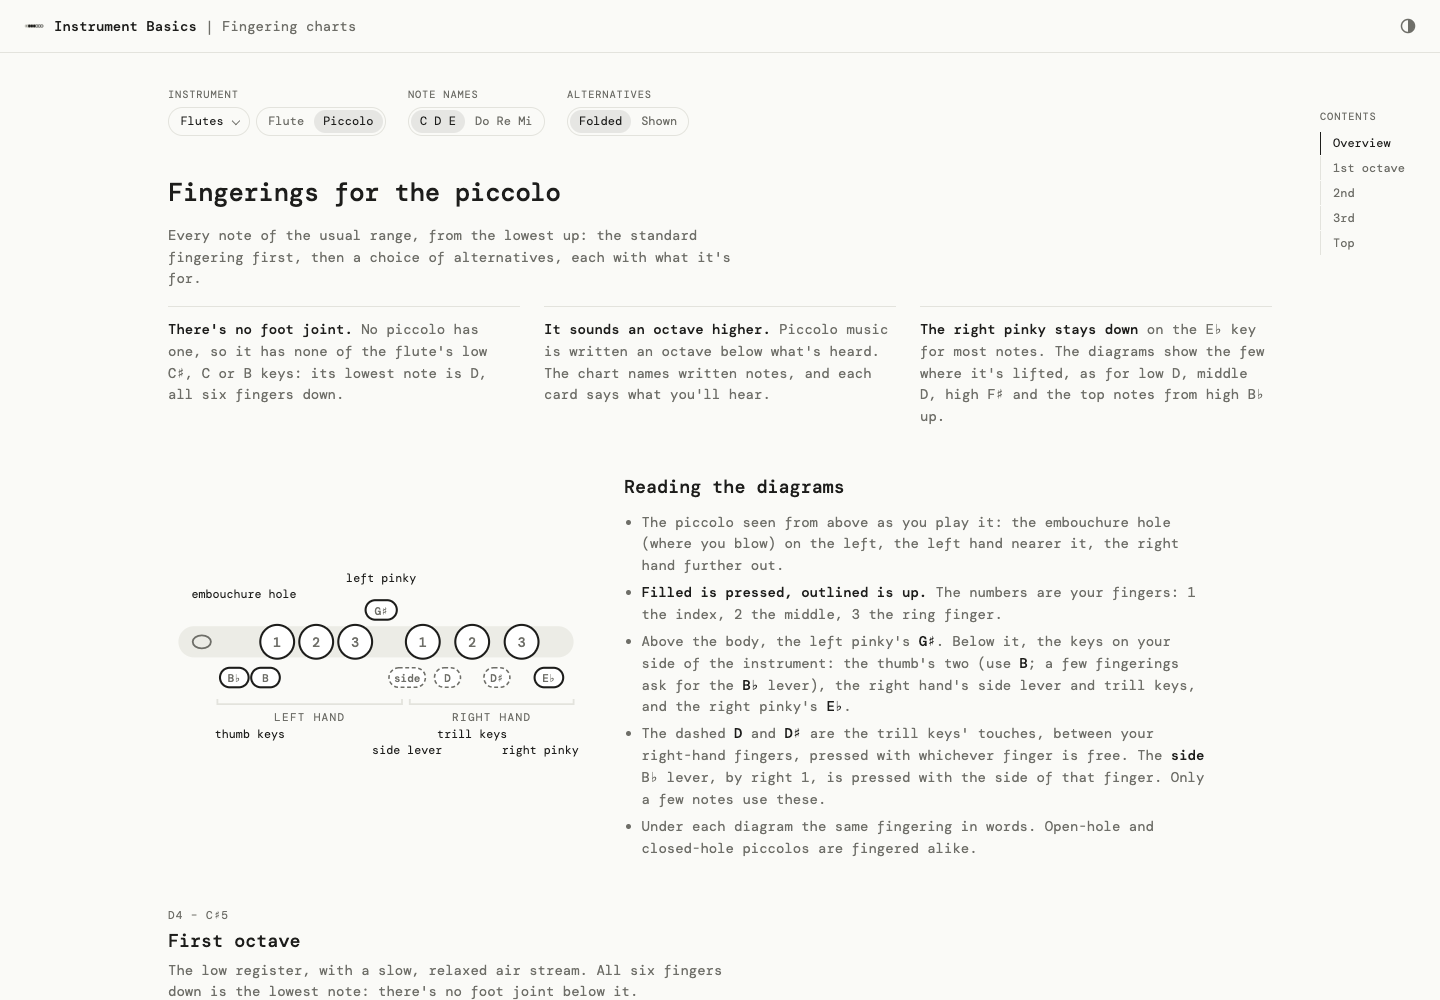 Instrument Basics | Fingering charts
INSTRUMENT
Flutes
Flute
Piccolo
NOTE NAMES
C D E
Do Re Mi
ALTERNATIVES
Folded
Shown
CONTENTS
Overview
1st octave
2nd
3rd
Top
Fingerings for the piccolo
Every note of the usual range, from the lowest up: the standard
fingering first, then a choice of alternatives, each with what it's
for.
There's no foot joint. No piccolo has
one, so it has none of the flute's low
C♯, C or B keys: its lowest note is D,
all six fingers down.
It sounds an octave higher. Piccolo music
is written an octave below what's heard.
The chart names written notes, and each
card says what you'll hear.
The right pinky stays down on the E♭ key
for most notes. The diagrams show the few
where it's lifted, as for low D, middle
D, high F♯ and the top notes from high B♭
up.
left pinky
embouchure hole
G♯
1 2 3 1 2 3
B♭ B side D D♯ E♭
LEFT HAND RIGHT HAND
thumb keys trill keys
side lever right pinky
Reading the diagrams
• The piccolo seen from above as you play it: the embouchure hole
(where you blow) on the left, the left hand nearer it, the right
hand further out.
• Filled is pressed, outlined is up. The numbers are your fingers: 1
the index, 2 the middle, 3 the ring finger.
• Above the body, the left pinky's G♯. Below it, the keys on your
side of the instrument: the thumb's two (use B; a few fingerings
ask for the B♭ lever), the right hand's side lever and trill keys,
and the right pinky's E♭.
• The dashed D and D♯ are the trill keys' touches, between your
right-hand fingers, pressed with whichever finger is free. The side
B♭ lever, by right 1, is pressed with the side of that finger. Only
a few notes use these.
• Under each diagram the same fingering in words. Open-hole and
closed-hole piccolos are fingered alike.
D4 – C♯5
First octave
The low register, with a slow, relaxed air stream. All six fingers
down is the lowest note: there's no foot joint below it.